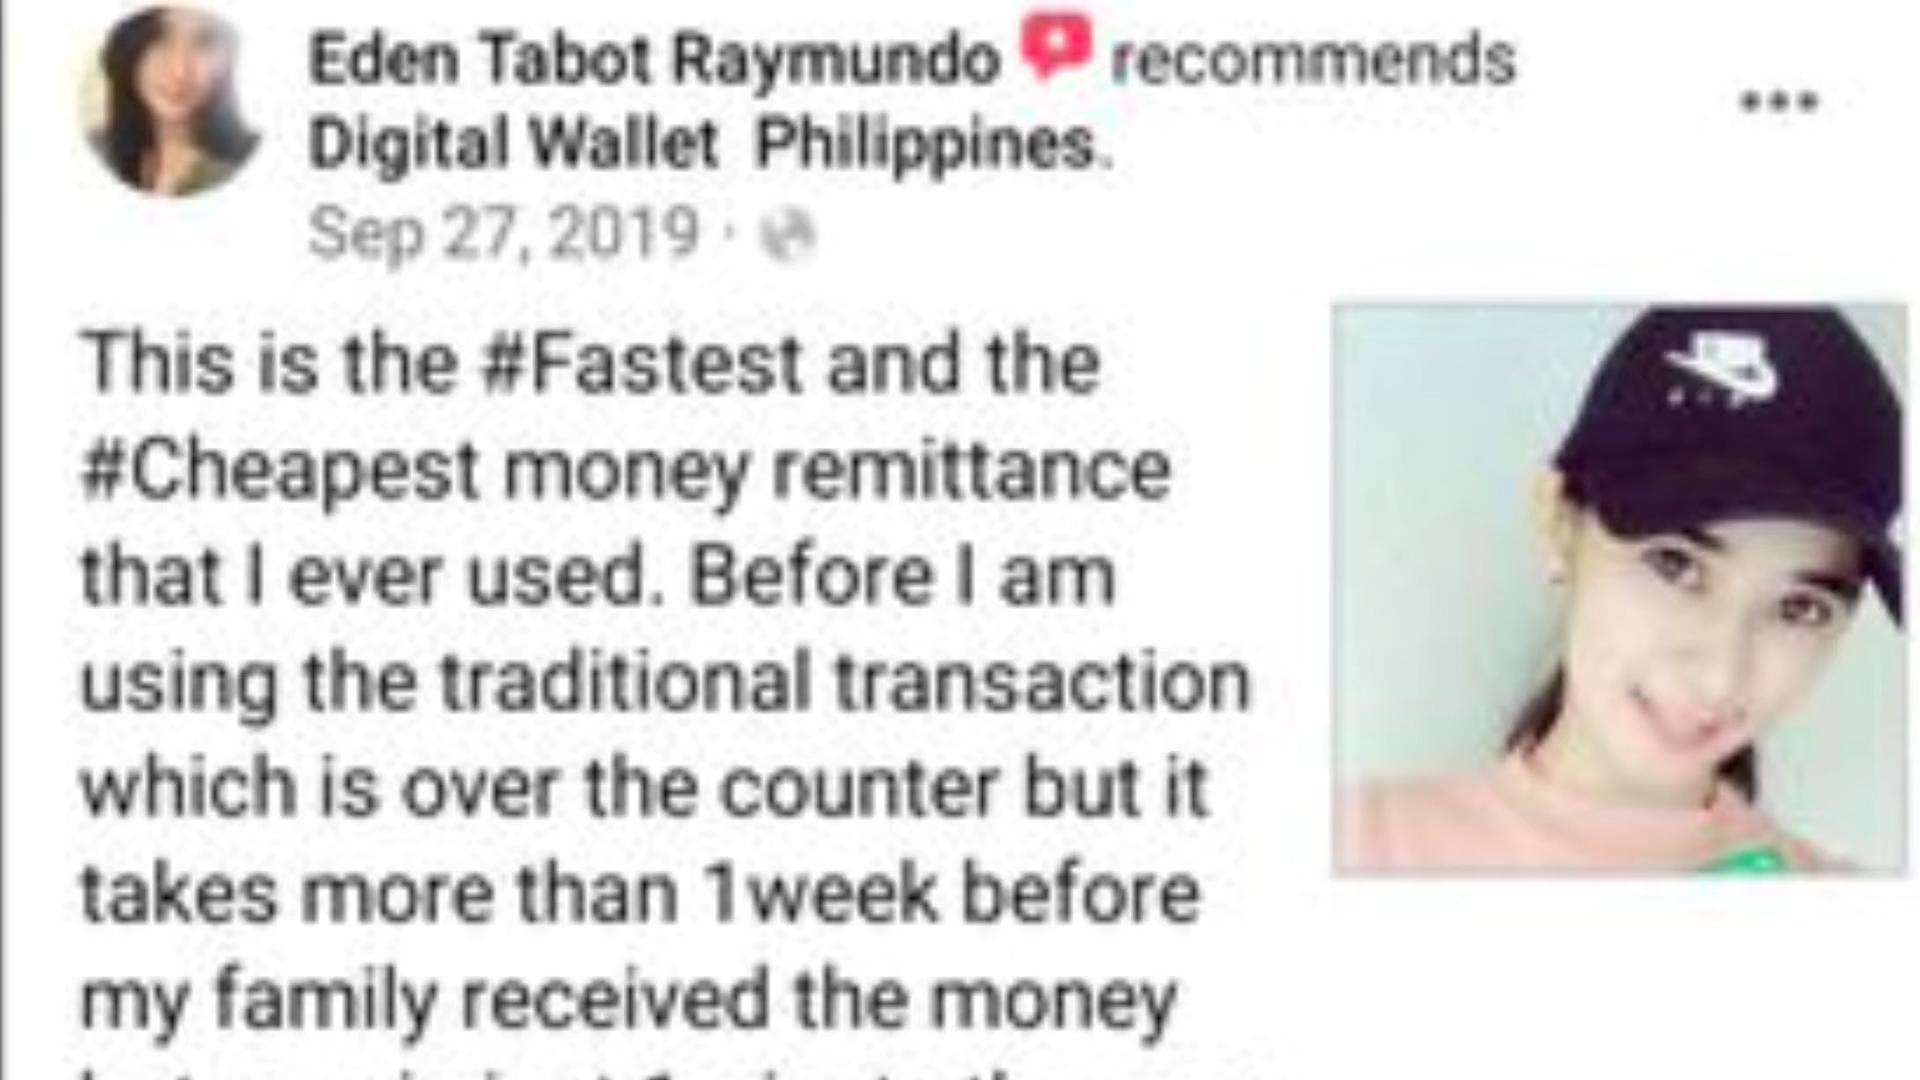 Eden Tabot Raymundo recommends
Digital Wallet Philippines.
Sep 27, 2019 ·
This is the #Fastest and the
#Cheapest money remittance
that I ever used. Before I am
using the traditional transaction
which is over the counter but it
takes more than 1week before
my family received the money